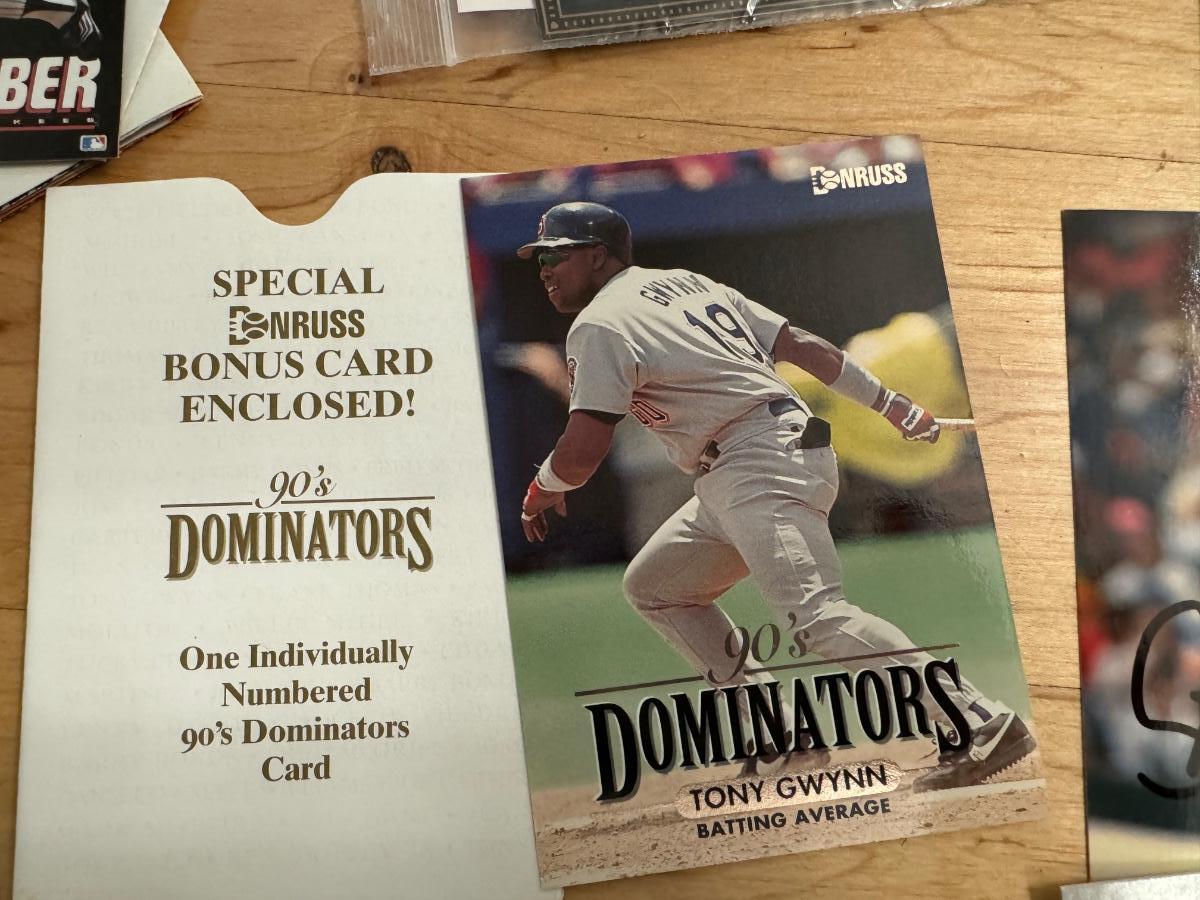 BER
SPECIAL
DONRUSS
BONUS CARD
ENCLOSED!
90's
DOMINATORS
One Individually
Numbered
90's Dominators
Card
DONRUSS
GWYNN
19
90's
DOMINATORS
TONY GWYNN
BATTING AVERAGE